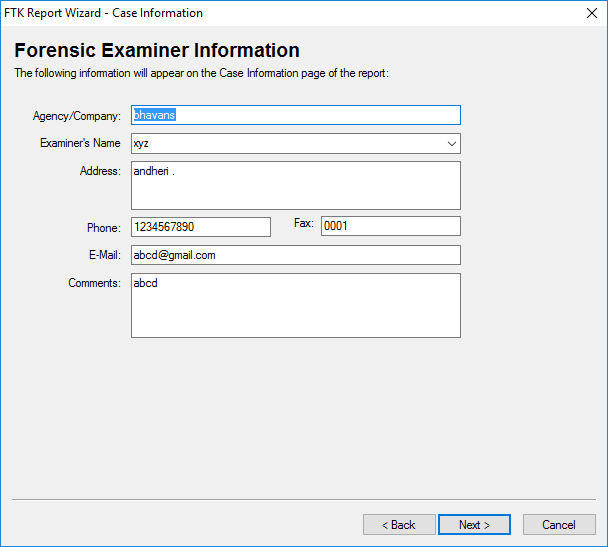 FTK Report Wizard - Case Information
Forensic Examiner Information
The following information will appear on the Case Information page of the report:
Agency/Company: bhavans
Examiner's Name xyz
Address: andheri .
Phone: 1234567890 Fax: 0001
E-Mail: abcd@gmail.com
Comments: abcd
< Back Next > Cancel